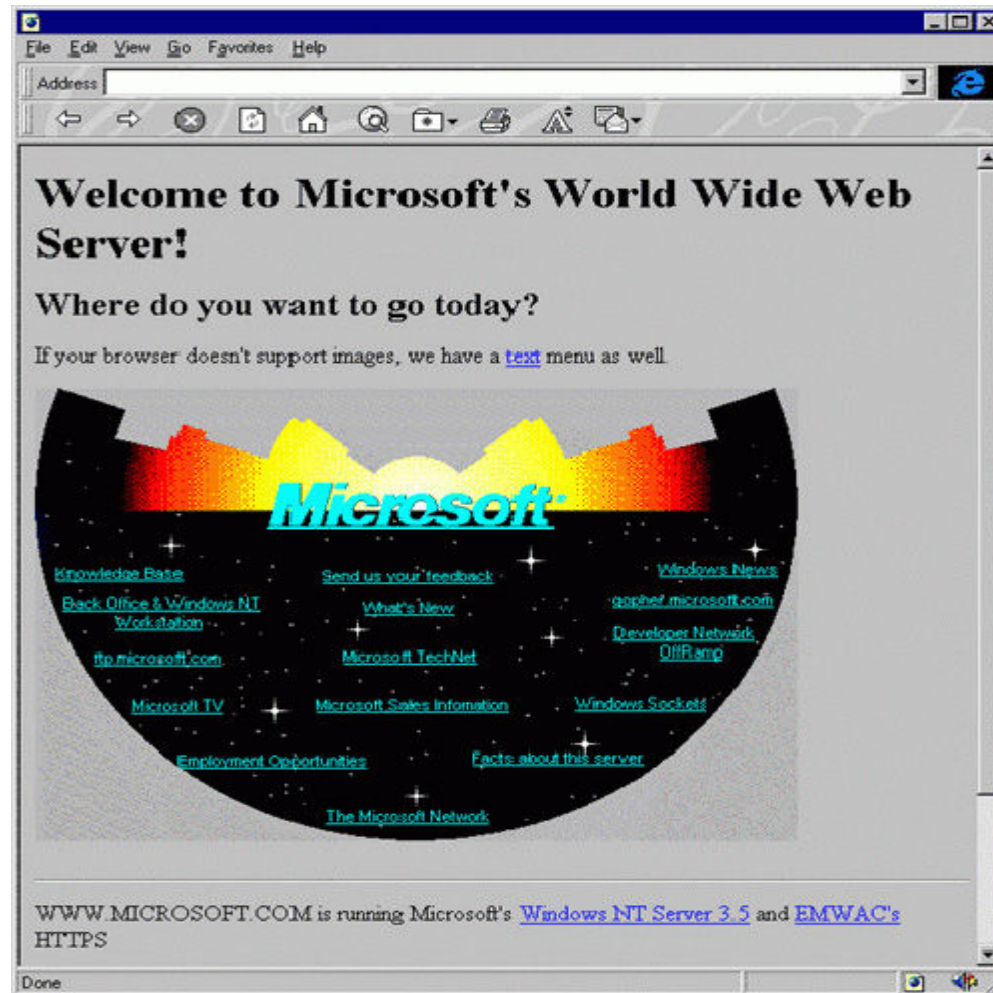 File Edit View Go Favorites Help
Address
Welcome to Microsoft's World Wide Web
Server!
Where do you want to go today?
If your browser doesn't support images, we have a text menu as well.
Microsoft
Knowledge Base
Send us your feedback
Windows News
Back Office & Windows NT
Workstation
What's New
gopher.microsoft.com
ftp.microsoft.com
Microsoft TechNet
Developer Network
OffRamp
Microsoft TV
Microsoft Sales Infomation
Windows Sockets
Employment Opportunities
Facts about this server
The Microsoft Network
WWW.MICROSOFT.COM is running Microsoft's Windows NT Server 3.5 and EMWAC's
HTTPS
Done